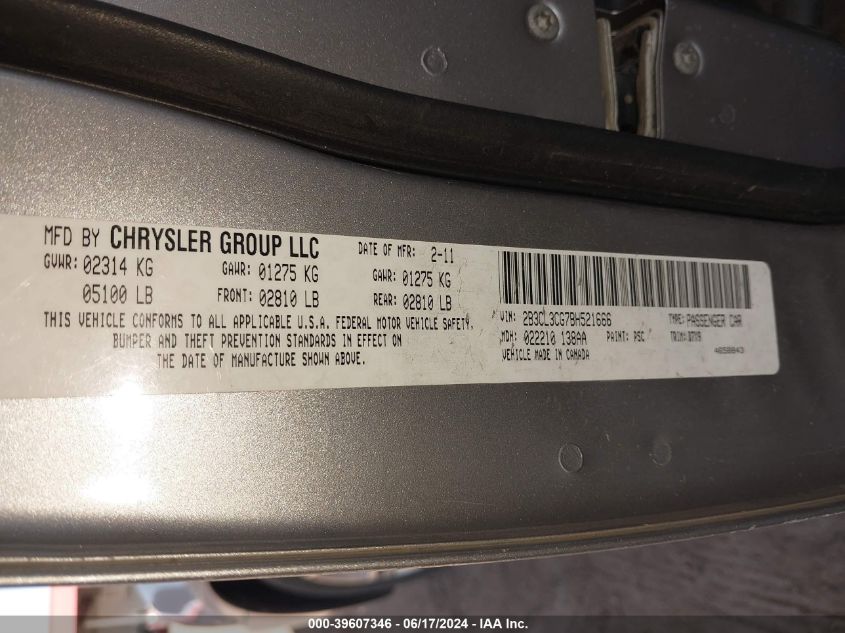 MFD BY CHRYSLER GROUP LLC
DATE OF MFR: 2-11
GVWR: 02314 KG
GAWR: 01275 KG
GAWR: 01275 KG
05100 LB
FRONT: 02810 LB
REAR: 02810 LB
THIS VEHICLE CONFORMS TO ALL APPLICABLE U.S.A. FEDERAL MOTOR VEHICLE SAFETY,
BUMPER AND THEFT PREVENTION STANDARDS IN EFFECT ON
THE DATE OF MANUFACTURE SHOWN ABOVE.
VIN: 2B3CL3CG7BH521666
TYPE: PASSENGER CAR
MDH: 022210 138AA
PAINT: PSC
TRIM:
VEHICLE MADE IN CANADA
000-39607346 - 06/17/2024 - IAA Inc.